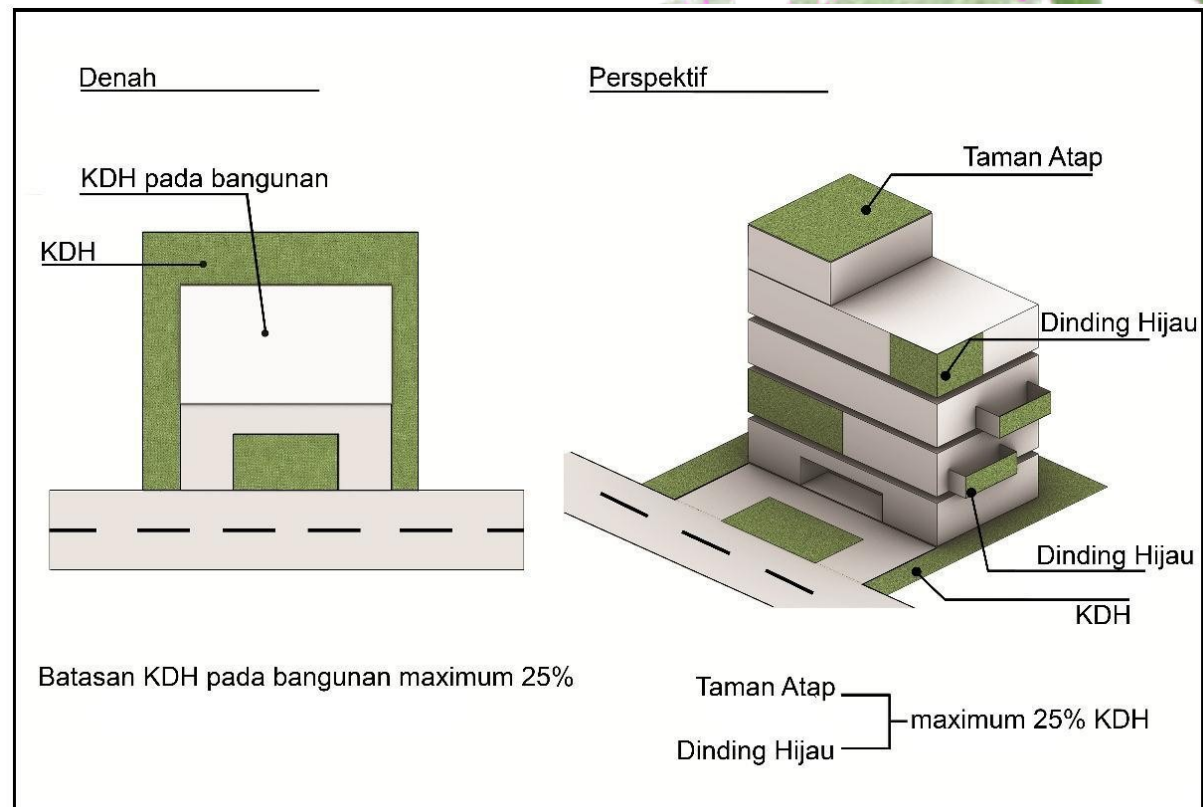 Denah
KDH pada bangunan
KDH
Batasan KDH pada bangunan maximum 25%
Perspektif
Taman Atap
Dinding Hijau
Dinding Hijau
KDH
Taman Atap
maximum 25% KDH
Dinding Hijau